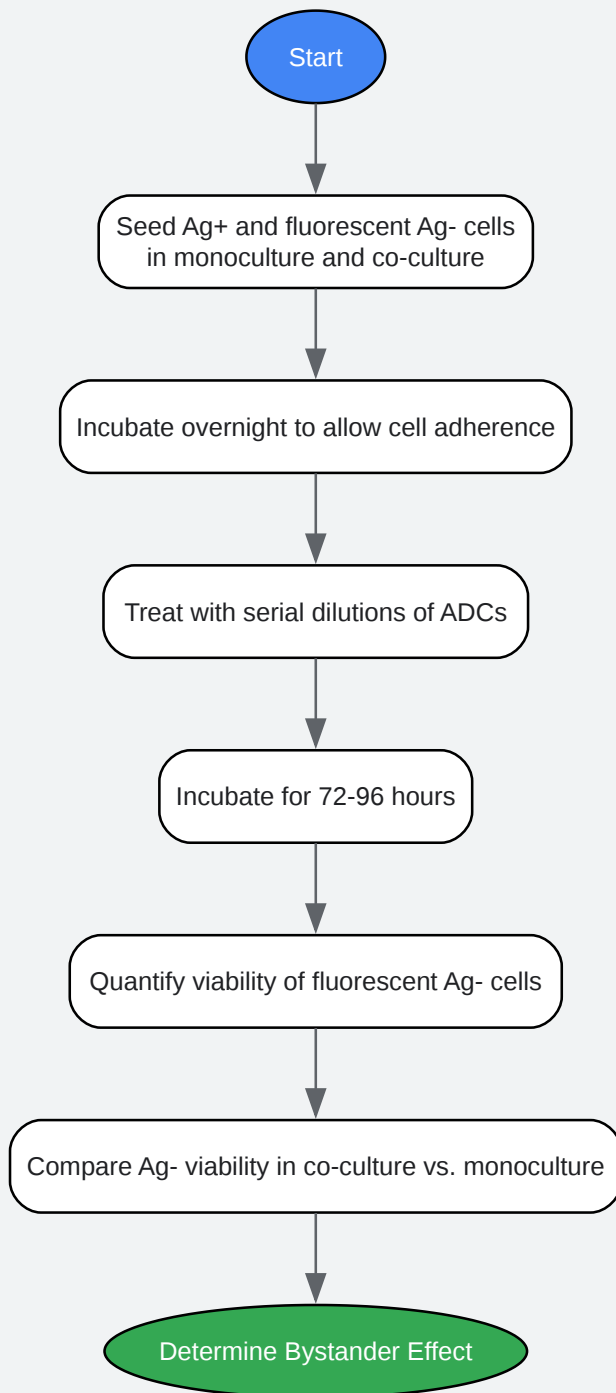 Start
Seed Ag+ and fluorescent Ag- cells
in monoculture and co-culture
Incubate overnight to allow cell adherence
Treat with serial dilutions of ADCs
Incubate for 72-96 hours
Quantify viability of fluorescent Ag- cells
Compare Ag- viability in co-culture vs. monoculture
Determine Bystander Effect